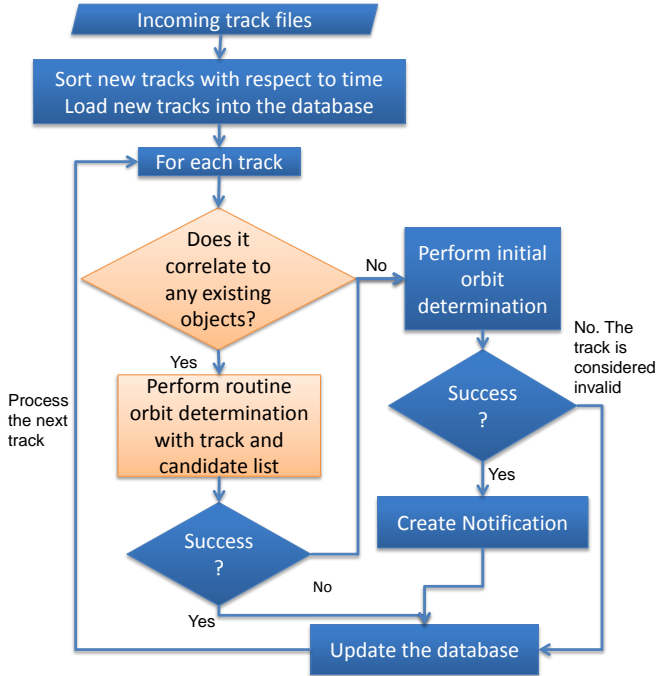 Incoming track files
Sort new tracks with respect to time
Load new tracks into the database
For each track
Does it
correlate to
any existing
objects?
No
Perform initial
orbit
determination
No. The
track is
considered
invalid
Yes
Process
the next
track
Perform routine
orbit determination
with track and
candidate list
Success
?
Yes
Create Notification
Success
?
No
Yes
Update the database